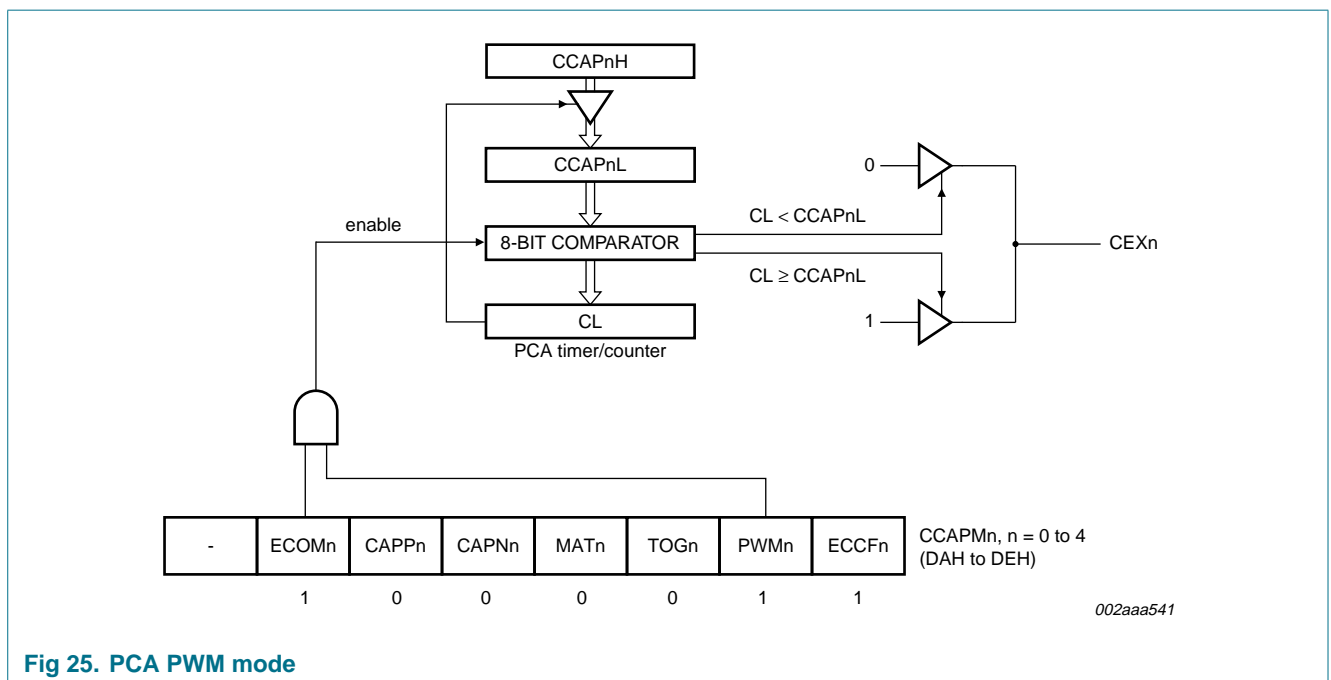 CCAPnH
CCAPnL
0
CL < CCAPnL
enable
8-BIT COMPARATOR
CEXn
CL ≥ CCAPnL
CL
1
PCA timer/counter
- ECOMn CAPPn CAPNn MATn TOGn PWMn ECCFn
CCAPMn, n = 0 to 4
(DAH to DEH)
1 0 0 0 0 1 1
002aaa541
Fig 25. PCA PWM mode